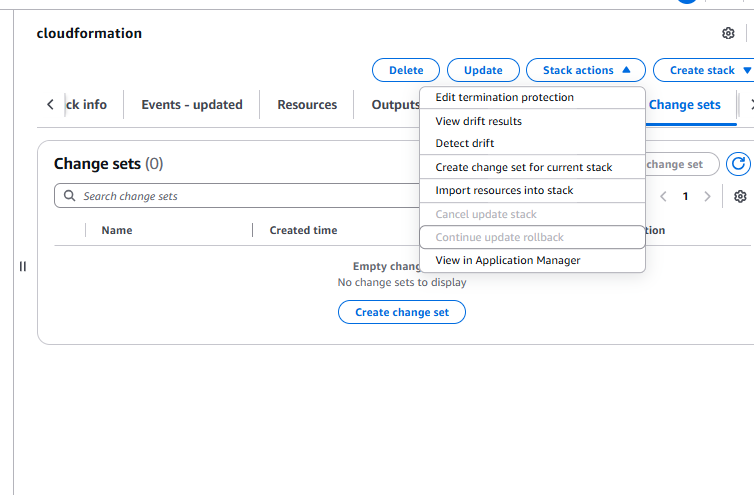 cloudformation
Delete
Update
Stack actions
Create stack
ck info
Events - updated
Resources
Outputs
Change sets
Edit termination protection
View drift results
Detect drift
Create change set for current stack
Import resources into stack
Cancel update stack
Continue update rollback
View in Application Manager
Change sets (0)
change set
Search change sets
1
Name
Created time
tion
Empty chang
No change sets to display
Create change set